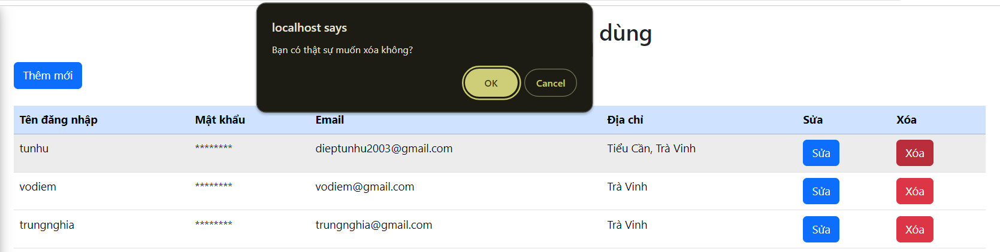 localhost says
Bạn có thật sự muốn xóa không?
OK Cancel
dùng
Thêm mới
Tên đăng nhập Mật khẩu Email Địa chỉ Sửa Xóa
tunhu ******** dieptunhu2003@gmail.com Tiểu Cần, Trà Vinh Sửa Xóa
vodiem ******** vodiem@gmail.com Trà Vinh Sửa Xóa
trungnghia ******** trungnghia@gmail.com Trà Vinh Sửa Xóa